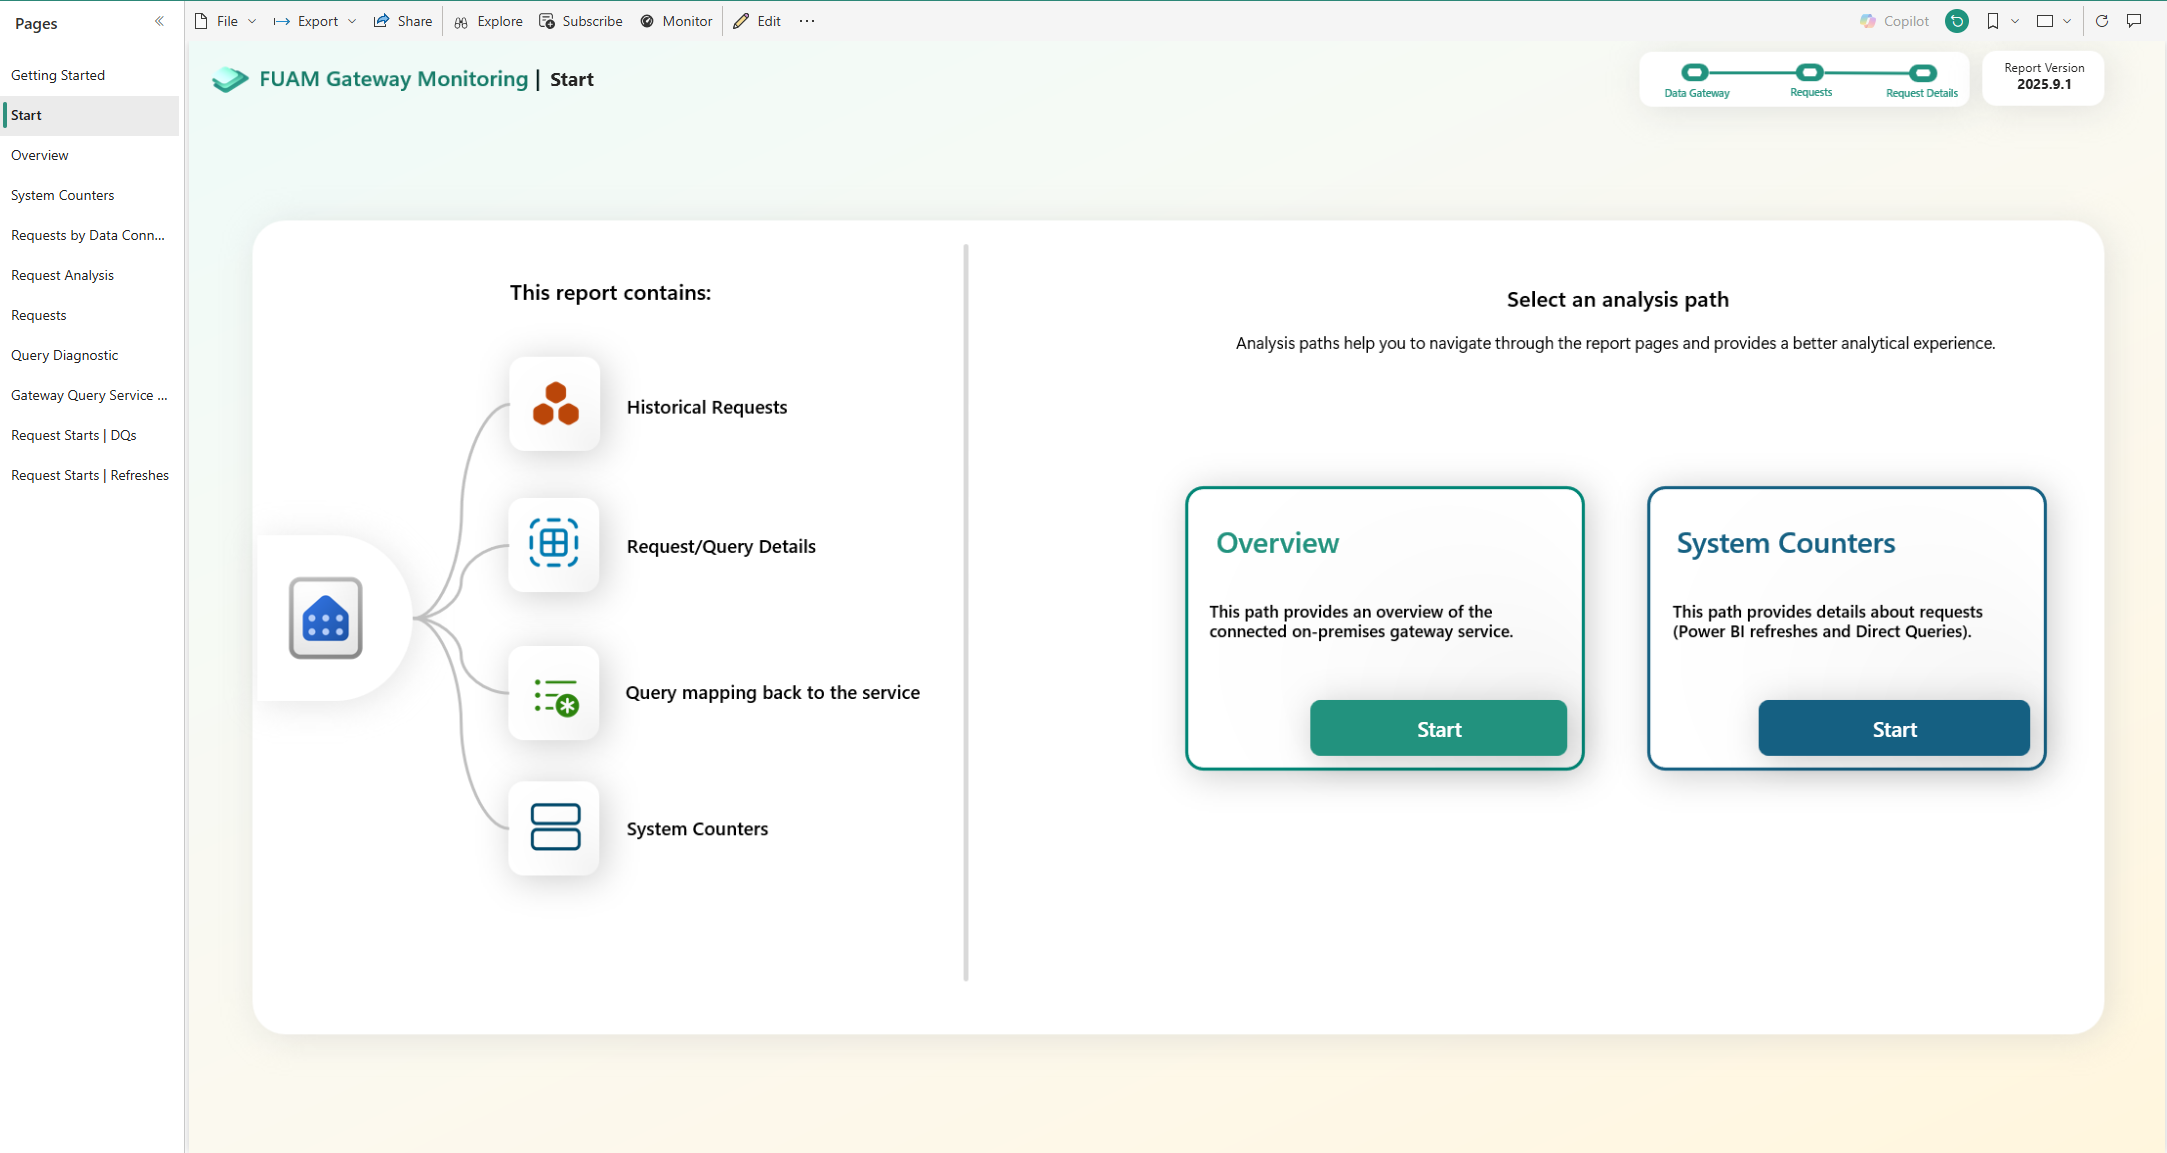 Pages
Getting Started
Start
Overview
System Counters
Requests by Data Conn...
Request Analysis
Requests
Query Diagnostic
Gateway Query Service ...
Request Starts | DQs
Request Starts | Refreshes
File
Export
Share
Explore
Subscribe
Monitor
Edit
Copilot
FUAM Gateway Monitoring | Start
Data Gateway
Requests
Request Details
Report Version
2025.9.1
This report contains:
Historical Requests
Request/Query Details
Query mapping back to the service
System Counters
Select an analysis path
Analysis paths help you to navigate through the report pages and provides a better analytical experience.
Overview
This path provides an overview of the
connected on-premises gateway service.
Start
System Counters
This path provides details about requests
(Power BI refreshes and Direct Queries).
Start